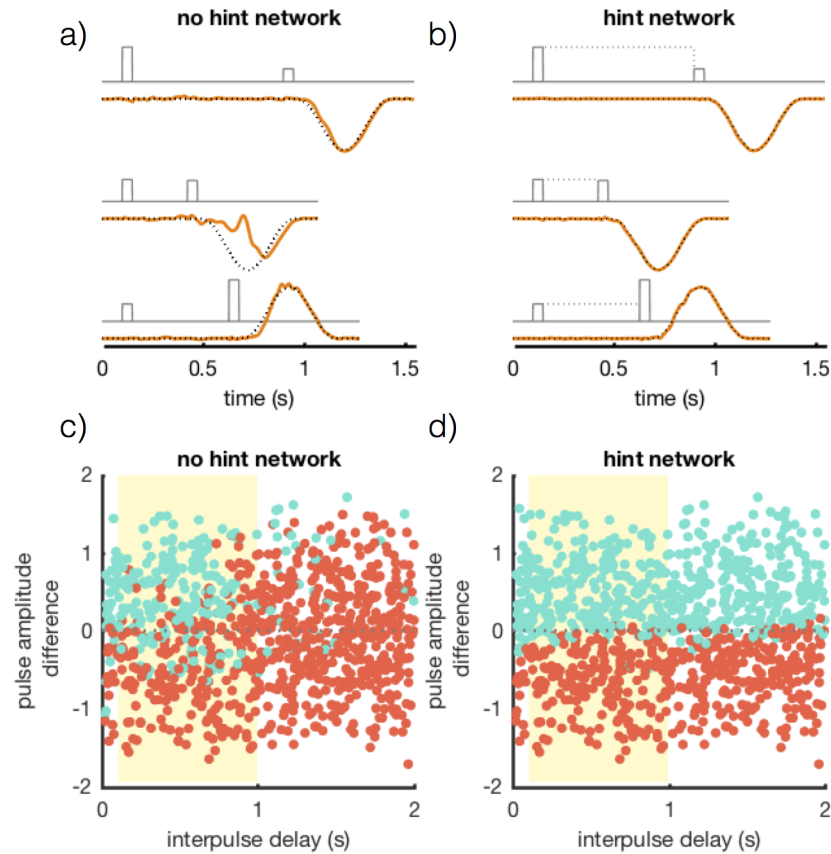 a) no hint network
b) hint network
0 0.5 1 1.5
time (s)
0 0.5 1 1.5
time (s)
c) no hint network
pulse amplitude
difference
2
1
0
-1
-2
0 1 2
interpulse delay (s)
d) hint network
pulse amplitude
difference
2
1
0
-1
-2
0 1 2
interpulse delay (s)